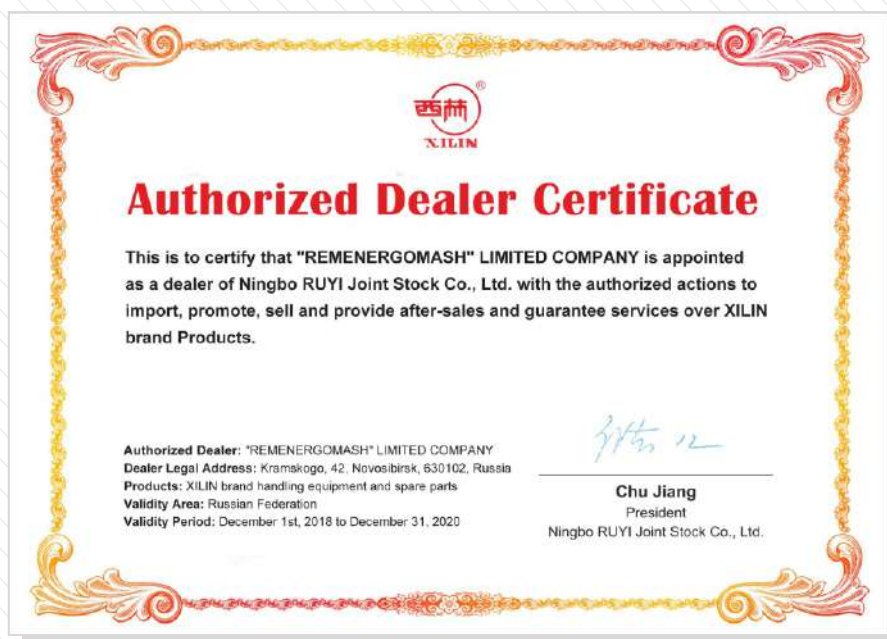 西林®
XILIN
Authorized Dealer Certificate
This is to certify that "REMENERGOMASH" LIMITED COMPANY is appointed
as a dealer of Ningbo RUYI Joint Stock Co., Ltd. with the authorized actions to
import, promote, sell and provide after-sales and guarantee services over XILIN
brand Products.
Authorized Dealer: "REMENERGOMASH" LIMITED COMPANY
Dealer Legal Address: Kramskogo, 42, Novosibirsk, 630102, Russia
Products: XILIN brand handling equipment and spare parts
Validity Area: Russian Federation
Validity Period: December 1st, 2018 to December 31, 2020
Chu Jiang
President
Ningbo RUYI Joint Stock Co., Ltd.